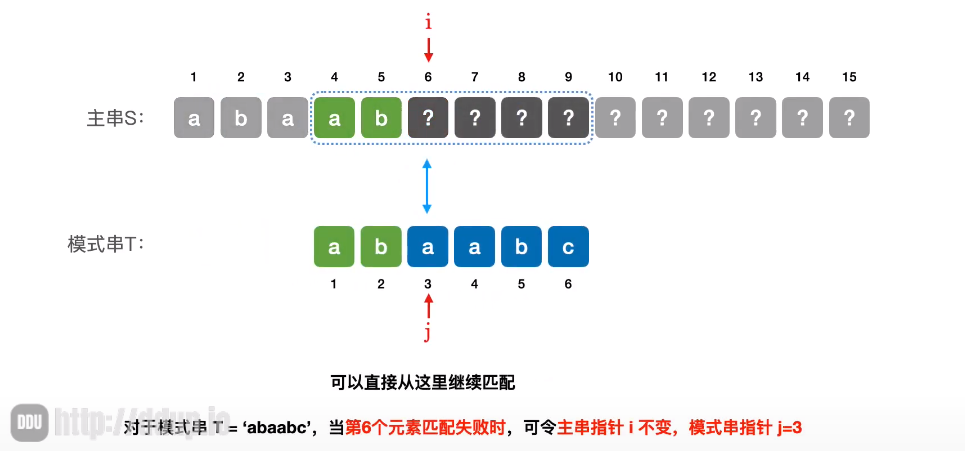 i
1 2 3 4 5 6 7 8 9 10 11 12 13 14 15
主串S: a b a a b ? ? ? ? ? ? ? ? ? ?
模式串T: a b a a b c
1 2 3 4 5 6
j
可以直接从这里继续匹配
DDU http://ddup.io
对于模式串 T = ‘abaabc’，当第6个元素匹配失败时，可令主串指针 i 不变，模式串指针 j=3